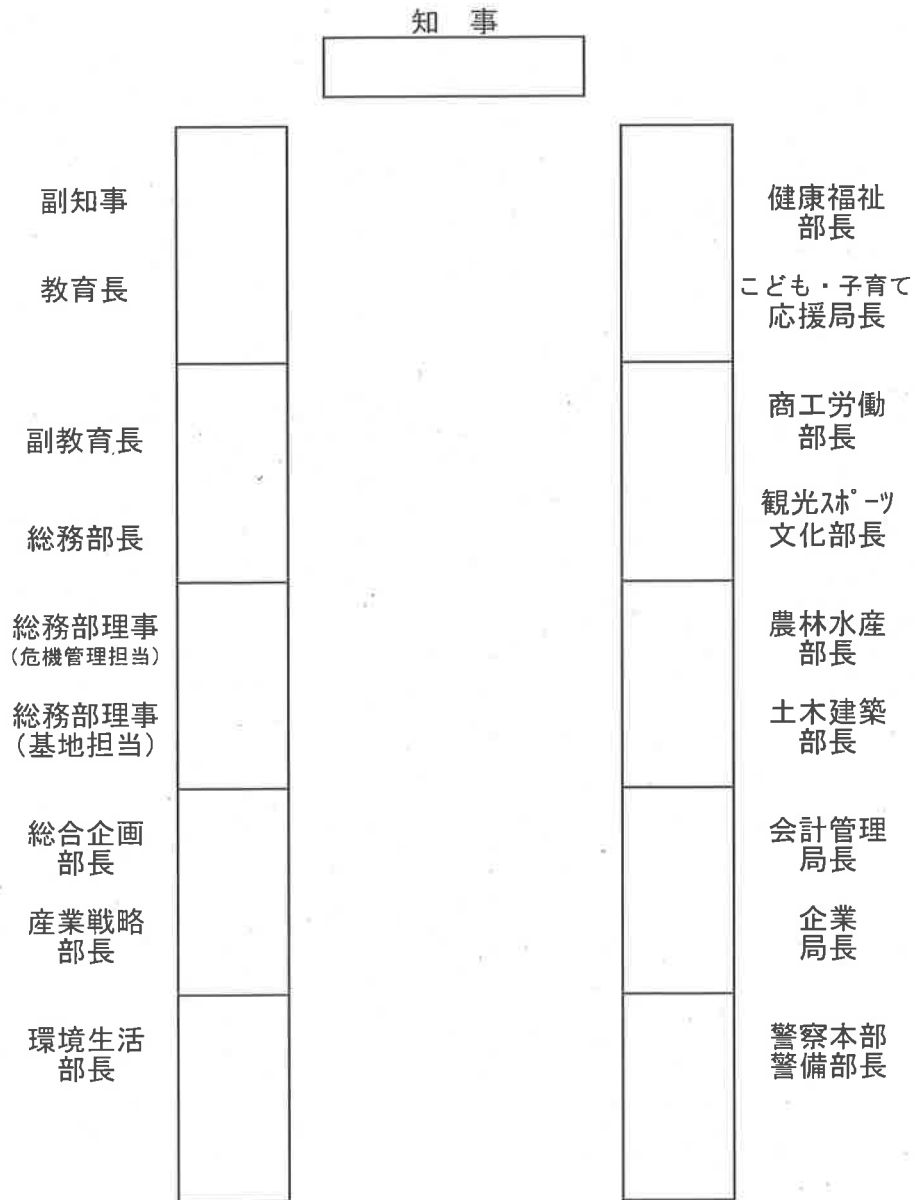 知 事
副知事
教育長
副教育長
総務部長
総務部理事
(危機管理担当)
総務部理事
(基地担当)
総合企画
部長
産業戦略
部長
環境生活
部長
健康福祉
部長
こども・子育て
応援局長
商工労働
部長
観光ｽﾎﾟｰﾂ
文化部長
農林水産
部長
土木建築
部長
会計管理
局長
企業
局長
警察本部
警備部長